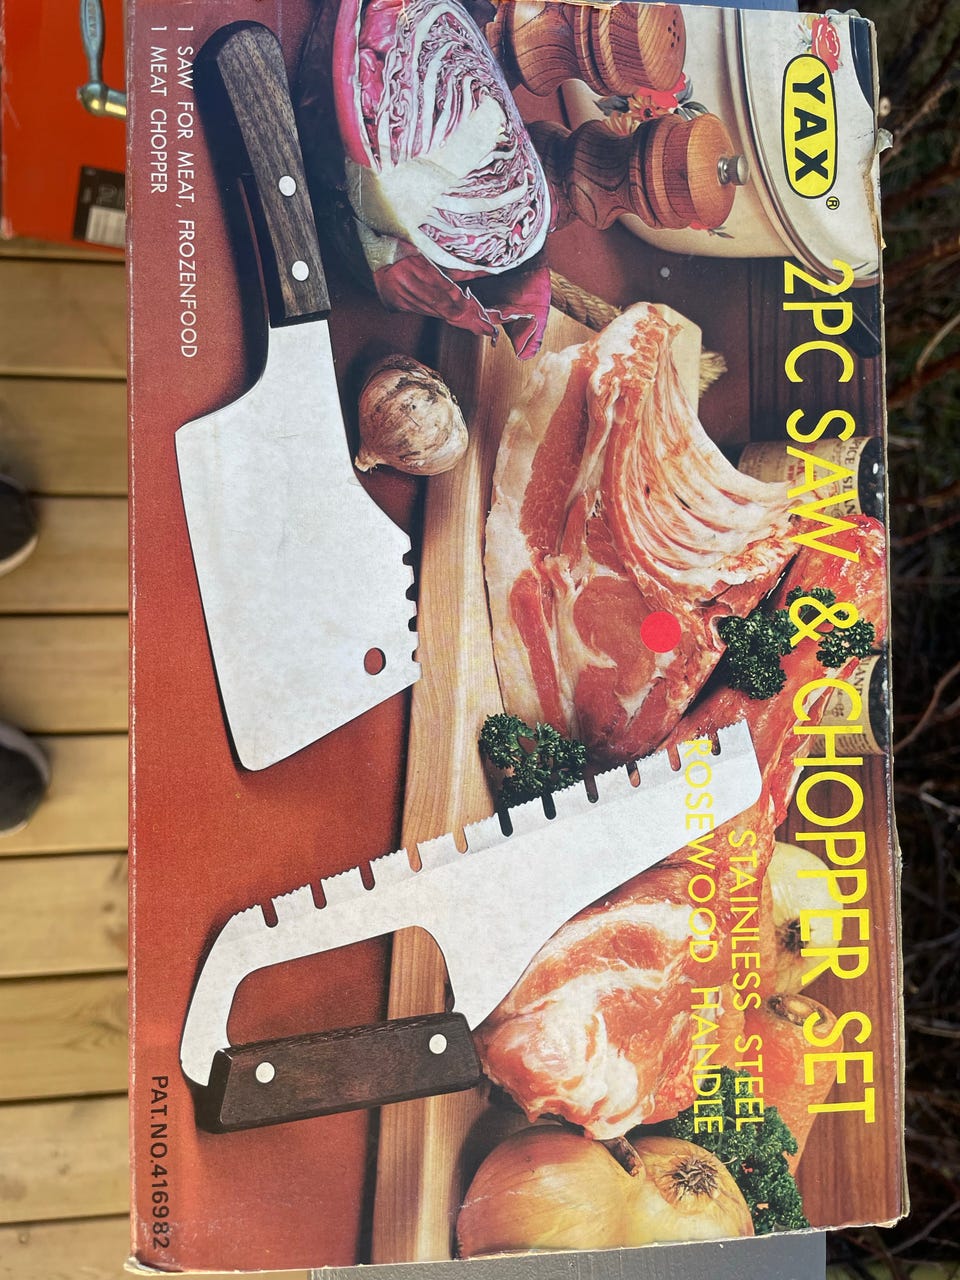 YAX®
2PC SAW & CHOPPER SET
STAINLESS STEEL
ROSEWOOD HANDLE
1 SAW FOR MEAT, FROZENFOOD
1 MEAT CHOPPER
PAT.NO.416982